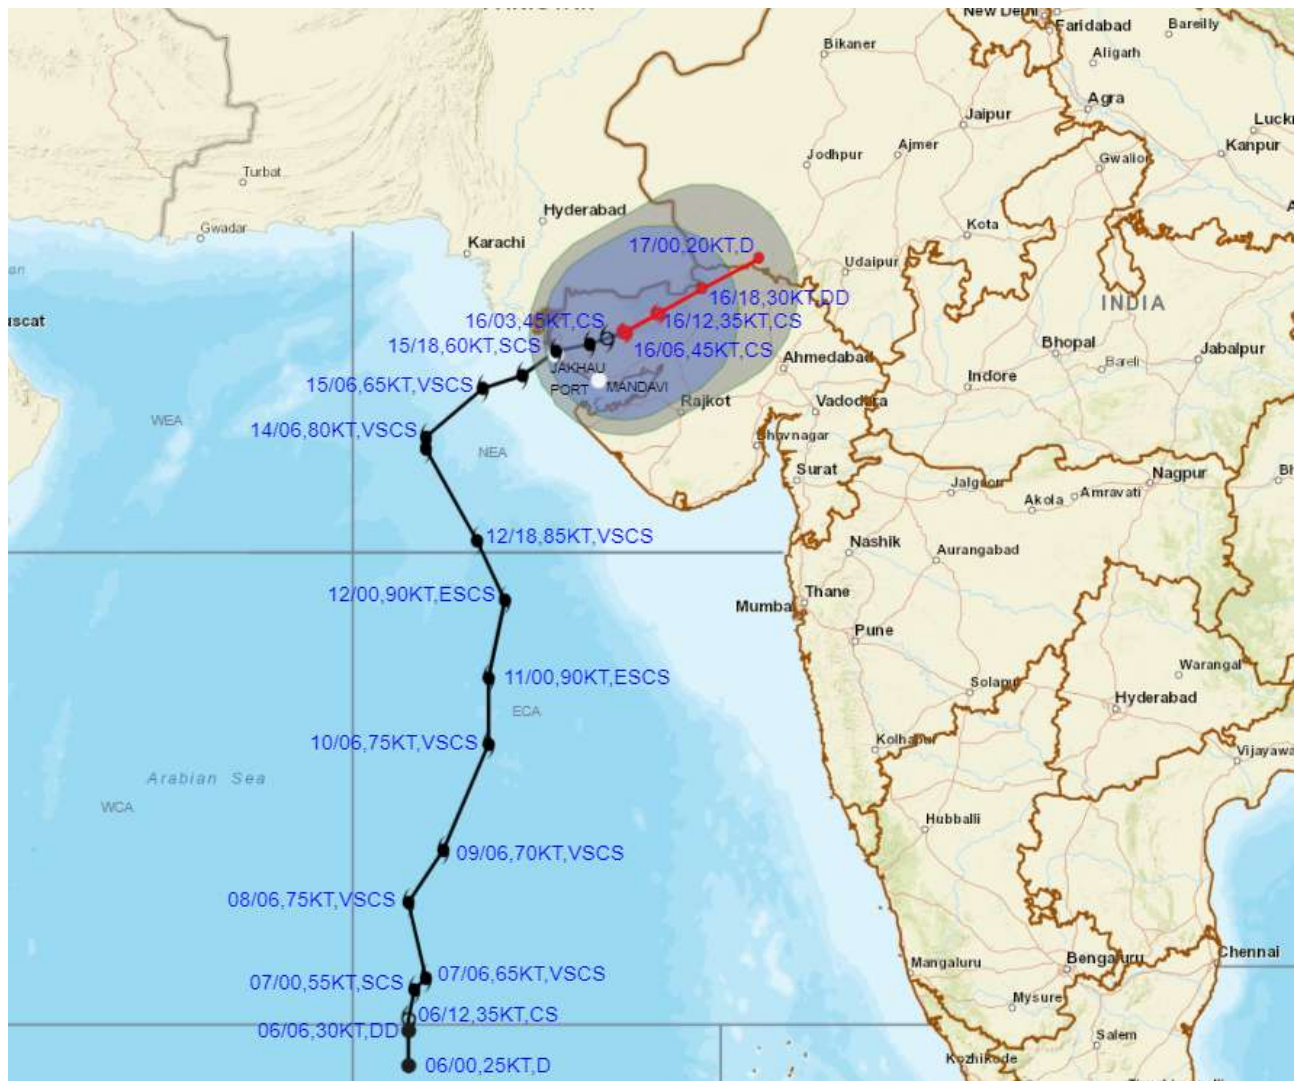 New Delhi
Faridabad
Bareilly
Bikaner
Aligarh
Agra
Jaipur
Luckn
Turbat
Ajmer
Jodhpur
Gwalior
Kanpur
Hyderabad
Gwadar
Kota
Karachi
17/00,20KT,D
Udaipur
16/18,30KT,DD
INDIA
uscat
16/03,45KT,CS
16/12,35KT,CS
15/18,60KT,SCS
16/06,45KT,CS
Ahmedabad
Bhopal
Bareli
Jabalpur
JAKHAU
PORT
MANDAVI
15/06,65KT,VSCS
Indore
Rajkot
Vadodara
WEA
14/06,80KT,VSCS
NEA
Bhavnagar
Surat
Nagpur
Bh
Jalgaon
Akola
Amravati
12/18,85KT,VSCS
Nashik
Aurangabad
12/00,90KT,ESCS
Thane
Mumbai
Pune
11/00,90KT,ESCS
Warangal
Solapur
Hyderabad
ECA
10/06,75KT,VSCS
Kolhapur
Vijayawa
Arabian Sea
WCA
Hubballi
09/06,70KT,VSCS
08/06,75KT,VSCS
Chennai
Mangaluru
Bengaluru
07/06,65KT,VSCS
07/00,55KT,SCS
Mysure
06/12,35KT,CS
06/06,30KT,DD
Salem
Kozhikode
06/00,25KT,D